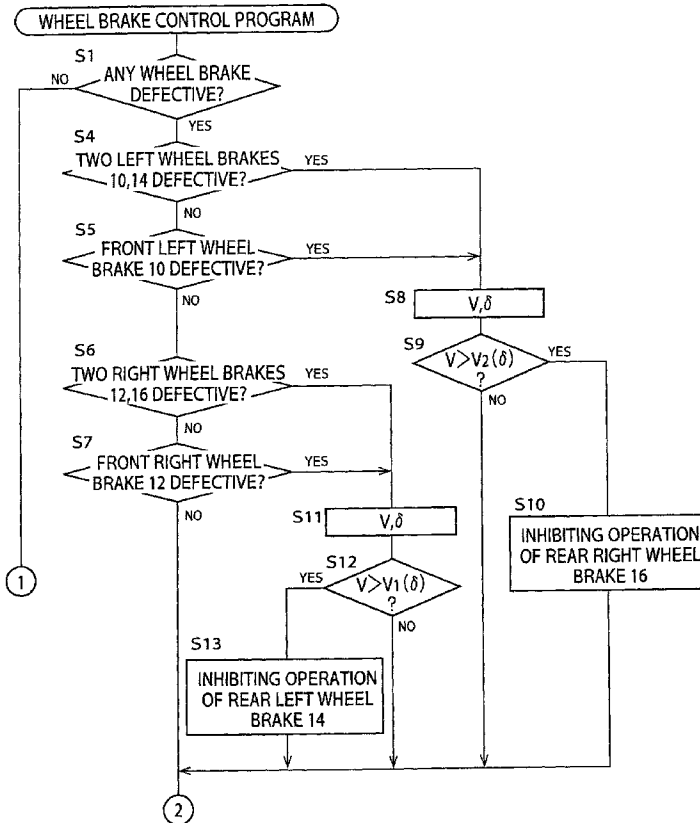 WHEEL BRAKE CONTROL PROGRAM
S1
NO
ANY WHEEL BRAKE
DEFECTIVE?
YES
S4
TWO LEFT WHEEL BRAKES
10,14 DEFECTIVE?
YES
NO
S5
FRONT LEFT WHEEL
BRAKE 10 DEFECTIVE?
YES
NO
S8
V,δ
S9
V>V2(δ)
?
YES
NO
S6
TWO RIGHT WHEEL BRAKES
12,16 DEFECTIVE?
YES
NO
S7
FRONT RIGHT WHEEL
BRAKE 12 DEFECTIVE?
YES
NO
S10
INHIBITING OPERATION
OF REAR RIGHT WHEEL
BRAKE 16
S11
V,δ
S12
YES
V>V1(δ)
?
NO
S13
INHIBITING OPERATION
OF REAR LEFT WHEEL
BRAKE 14
1
2